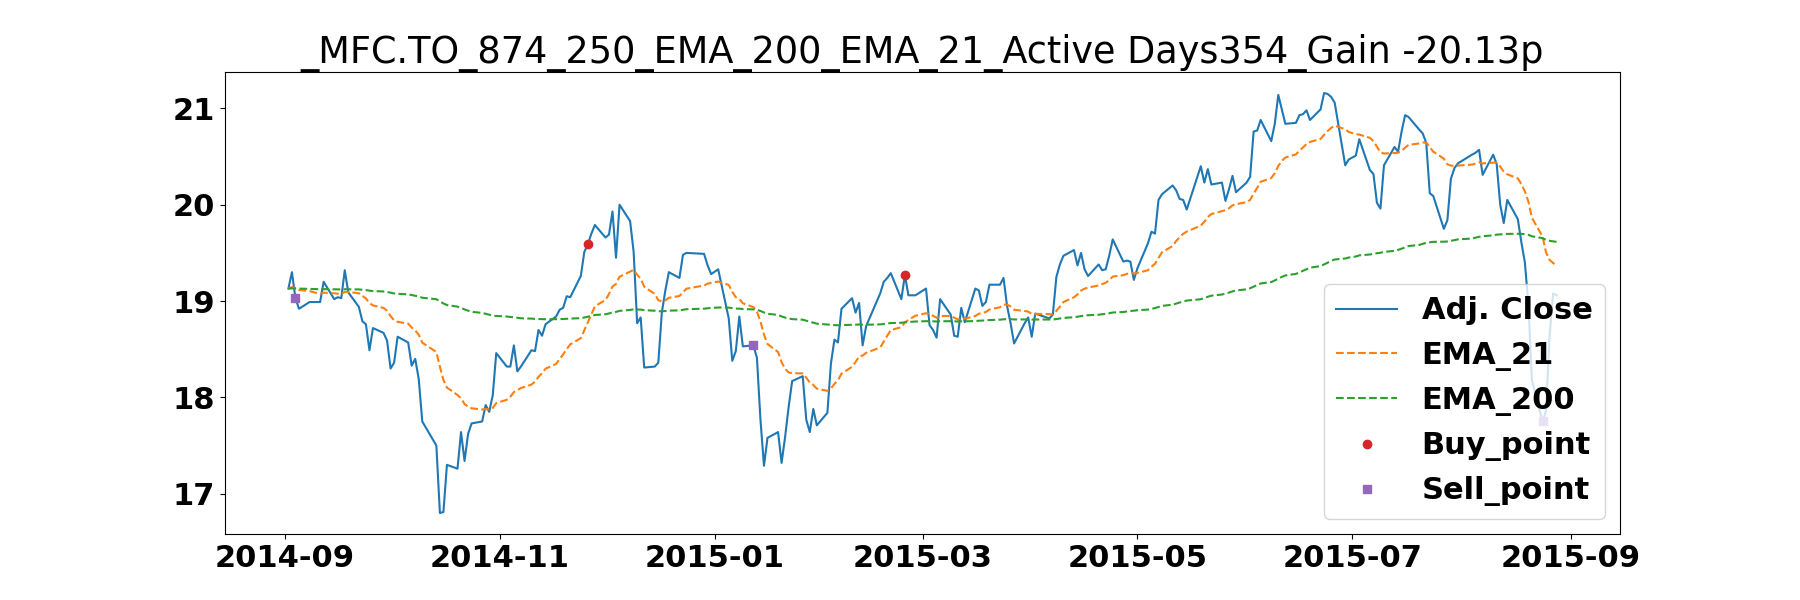 _MFC.TO_874_250_EMA_200_EMA_21_Active Days354_Gain -20.13p
21
20
19
18
17
Adj. Close
EMA_21
EMA_200
Buy_point
Sell_point
2014-09 2014-11 2015-01 2015-03 2015-05 2015-07 2015-09